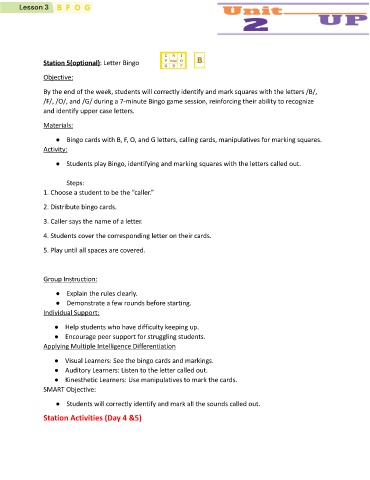 Lesson 3 B F O G
Unit
2 UP
Station 5(optional): Letter Bingo
B
Objective:
By the end of the week, students will correctly identify and mark squares with the letters /B/,
/F/, /O/, and /G/ during a 7-minute Bingo game session, reinforcing their ability to recognize
and identify upper case letters.
Materials:
● Bingo cards with B, F, O, and G letters, calling cards, manipulatives for marking squares.
Activity:
● Students play Bingo, identifying and marking squares with the letters called out.
Steps:
1. Choose a student to be the "caller."
2. Distribute bingo cards.
3. Caller says the name of a letter.
4. Students cover the corresponding letter on their cards.
5. Play until all spaces are covered.
Group Instruction:
● Explain the rules clearly.
● Demonstrate a few rounds before starting.
Individual Support:
● Help students who have difficulty keeping up.
● Encourage peer support for struggling students.
Applying Multiple Intelligence Differentiation
● Visual Learners: See the bingo cards and markings.
● Auditory Learners: Listen to the letter called out.
● Kinesthetic Learners: Use manipulatives to mark the cards.
SMART Objective:
● Students will correctly identify and mark all the sounds called out.
Station Activities (Day 4 &5)